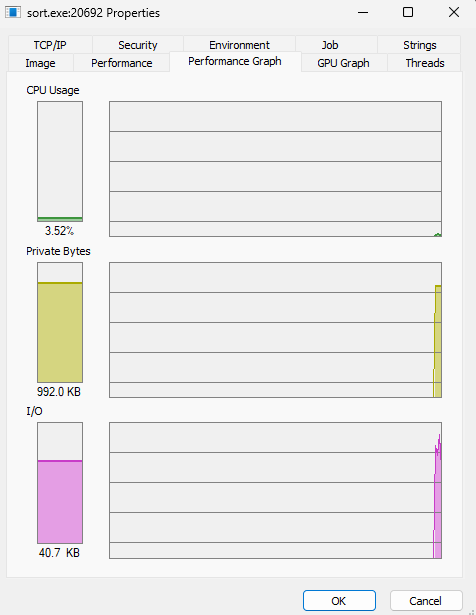 sort.exe:20692 Properties
TCP/IP Security Environment Job Strings
Image Performance Performance Graph GPU Graph Threads
CPU Usage
3.52%
Private Bytes
992.0 KB
I/O
40.7 KB
OK Cancel